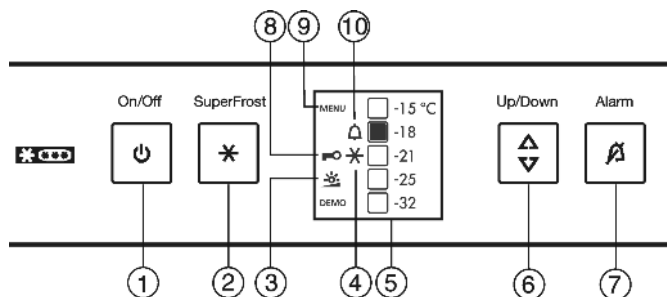 ⑧ ⑨ ⑩
On/Off SuperFrost MENU -15 °C Up/Down Alarm
-18
-21
-25
DEMO -32
① ② ③ ④ ⑤ ⑥ ⑦